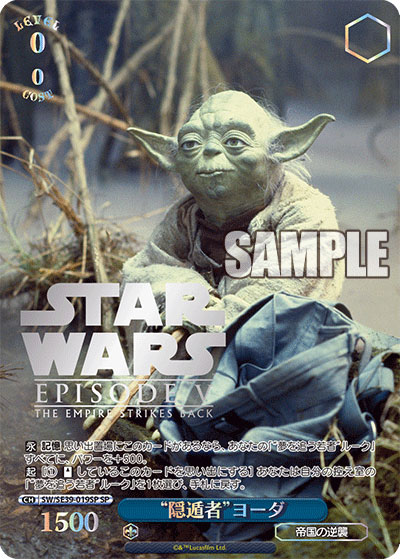 LEVEL
0
0
COST
SAMPLE
STAR
WARS
EPISODE V
THE EMPIRE STRIKES BACK
永 記憶 思い出置場にこのカードがあるなら、あなたの「“夢を追う若者”ルーク」
すべてに、パワーを+500。
起 [(1) している このカードを思い出にする] あなたは自分の控え室の
「“夢を追う若者”ルーク」を1枚選び、手札に戻す。
CH SW/SE39-019SP SP
“隠遁者”ヨーダ
1500
帝国の逆襲
©&™Lucasfilm Ltd.